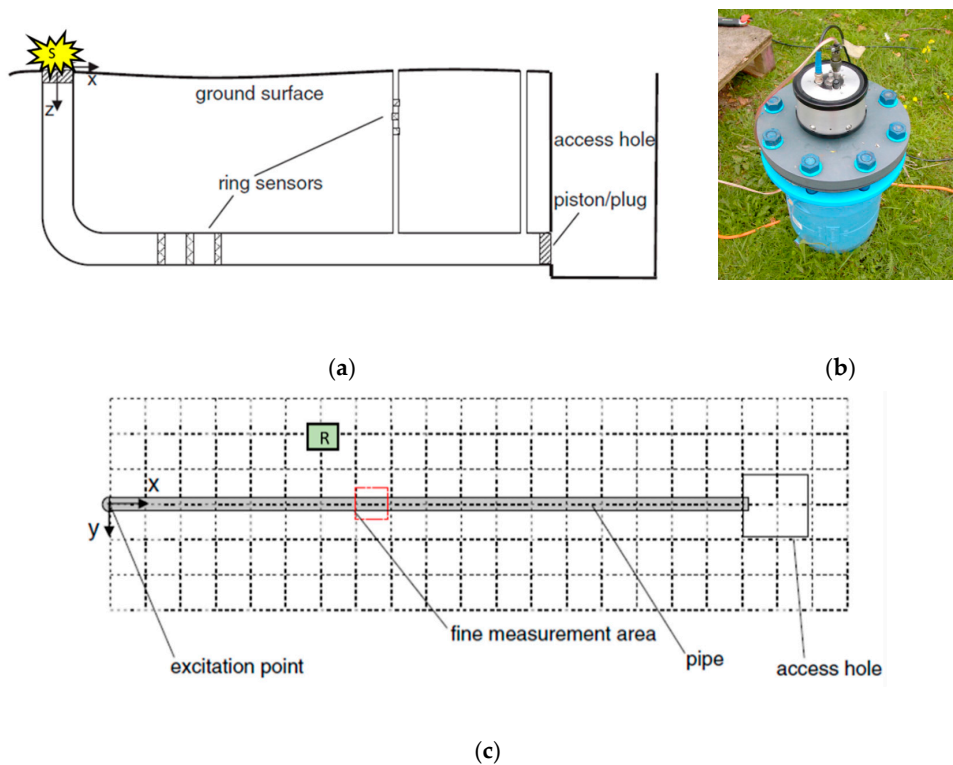 S
x
z
ground surface
access hole
ring sensors
piston/plug
(a)
(b)
R
x
y
fine measurement area
excitation point
pipe
access hole
(c)